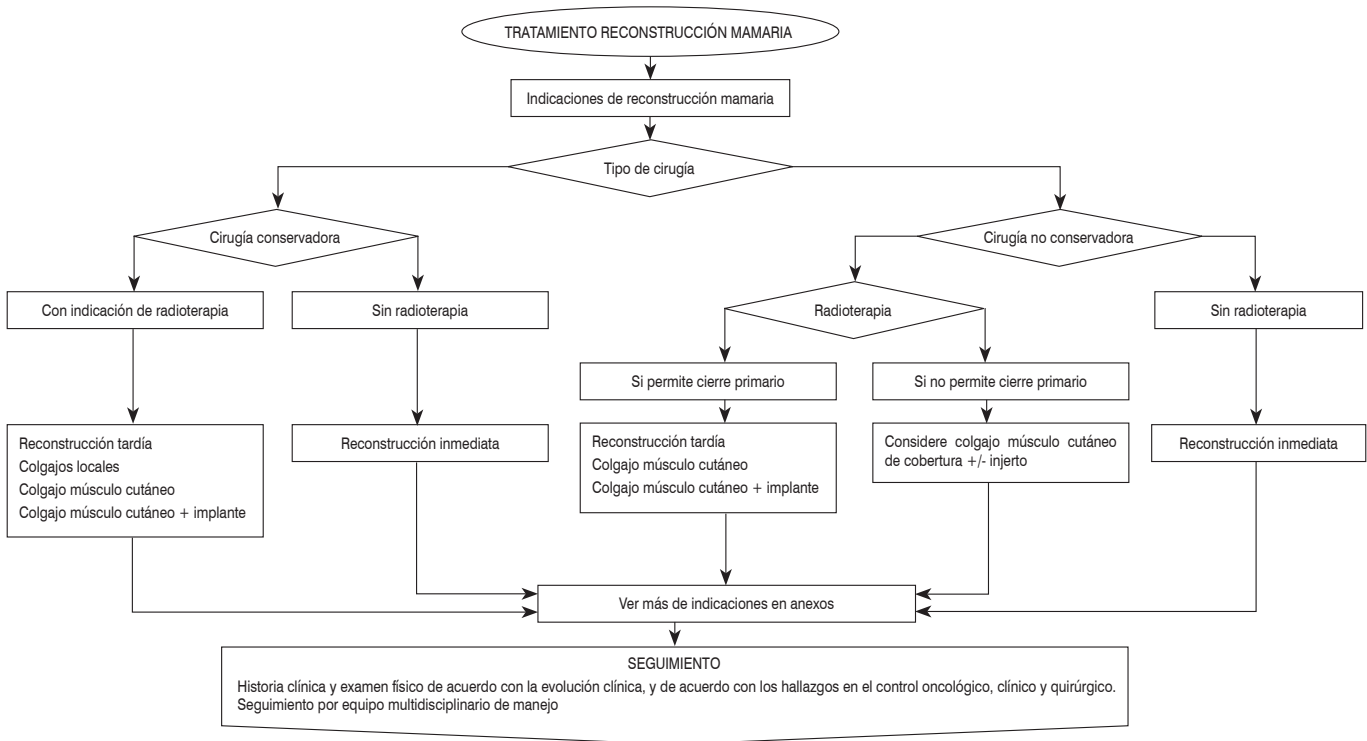 TRATAMIENTO RECONSTRUCCIÓN MAMARIA
Indicaciones de reconstrucción mamaria
Tipo de cirugía
Cirugía conservadora
Cirugía no conservadora
Con indicación de radioterapia
Sin radioterapia
Radioterapia
Sin radioterapia
Si permite cierre primario
Si no permite cierre primario
Reconstrucción tardía
Colgajos locales
Colgajo músculo cutáneo
Colgajo músculo cutáneo + implante
Reconstrucción inmediata
Reconstrucción tardía
Colgajo músculo cutáneo
Colgajo músculo cutáneo + implante
Considere colgajo músculo cutáneo
de cobertura +/- injerto
Reconstrucción inmediata
Ver más de indicaciones en anexos
SEGUIMIENTO
Historia clínica y examen físico de acuerdo con la evolución clínica, y de acuerdo con los hallazgos en el control oncológico, clínico y quirúrgico.
Seguimiento por equipo multidisciplinario de manejo